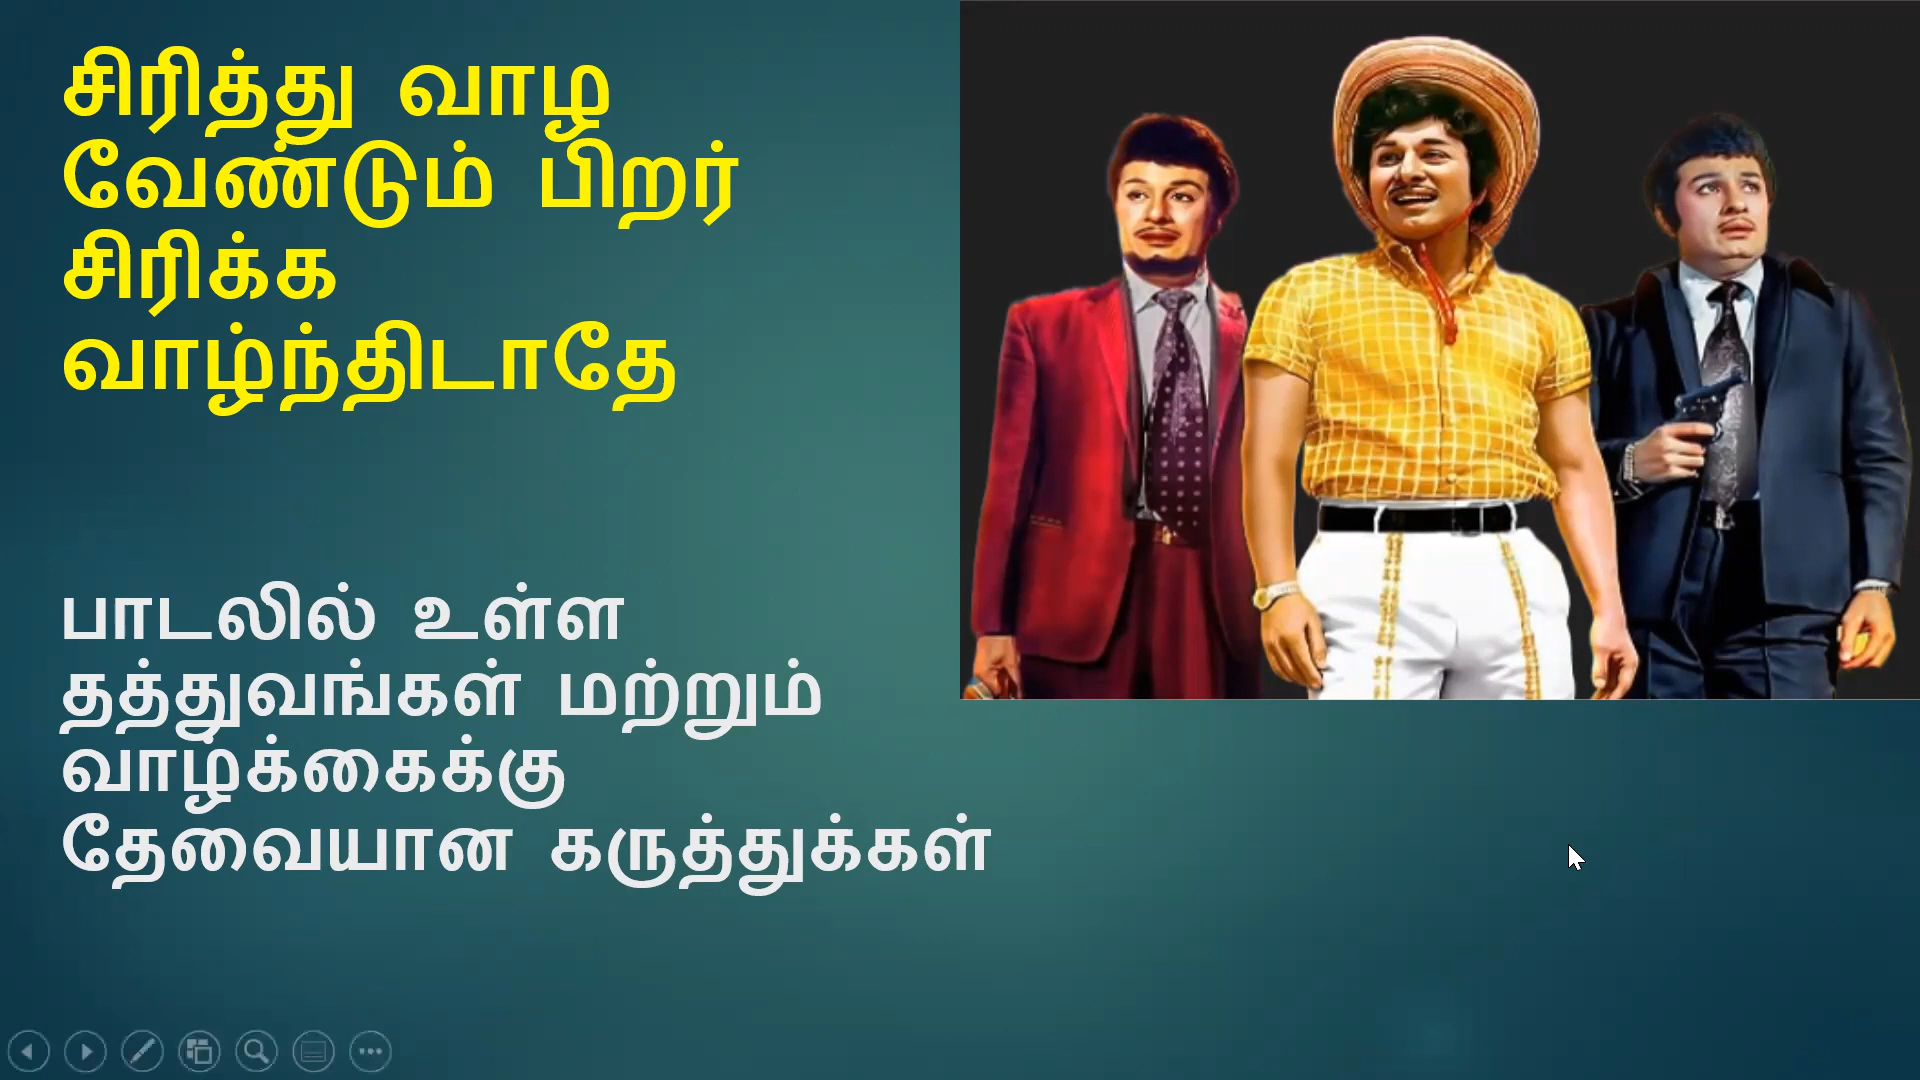 சிரித்து வாழ
வேண்டும் பிறர்
சிரிக்க
வாழ்ந்திடாதே
பாடலில் உள்ள
தத்துவங்கள் மற்றும்
வாழ்க்கைக்கு
தேவையான கருத்துக்கள்